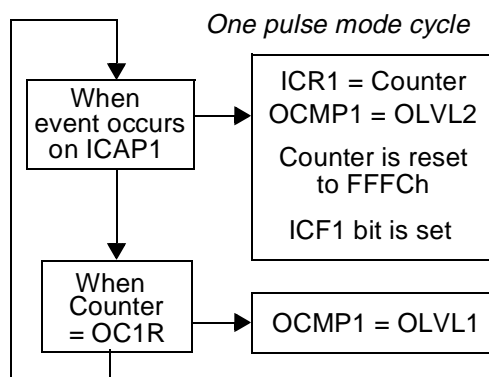 One pulse mode cycle
When
event occurs
on ICAP1
ICR1 = Counter
OCMP1 = OLVL2
Counter is reset
to FFFCh
ICF1 bit is set
When
Counter
= OC1R
OCMP1 = OLVL1